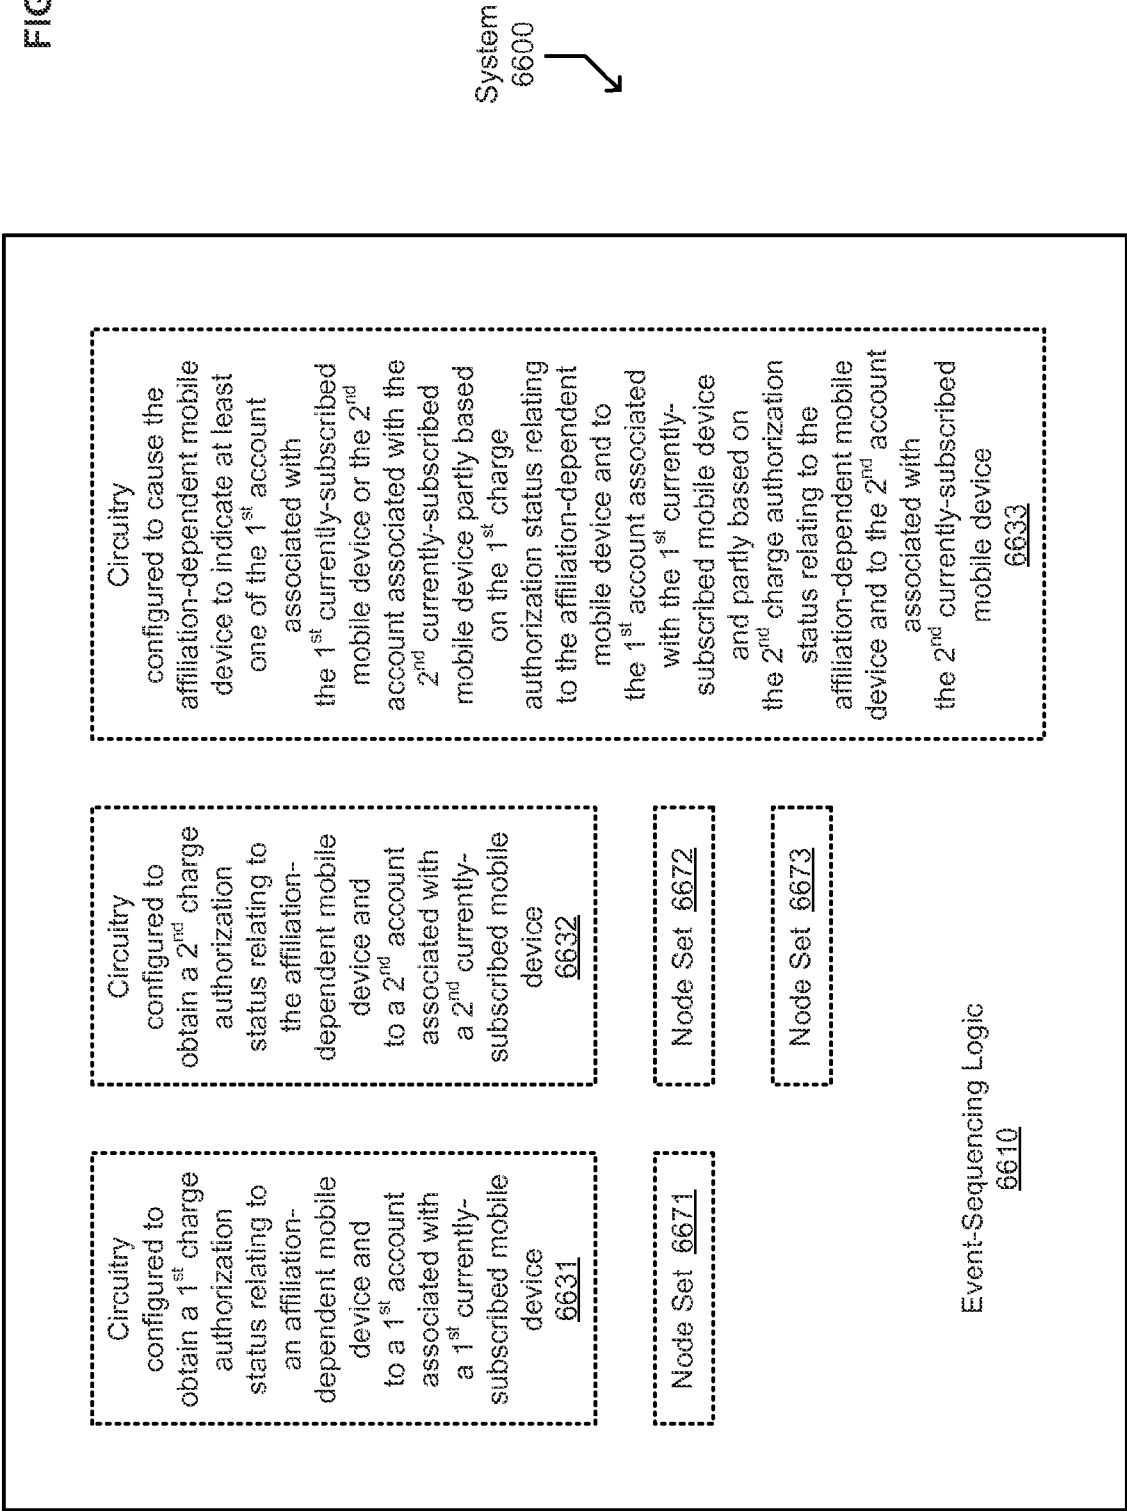 FIG
System
6600
Circuitry
configured to
obtain a 1st charge
authorization
status relating to
an affiliation-
dependent mobile
device and
to a 1st account
associated with
a 1st currently-
subscribed mobile
device
6631
Circuitry
configured to
obtain a 2nd charge
authorization
status relating to
the affiliation-
dependent mobile
device and
to a 2nd account
associated with
a 2nd currently-
subscribed mobile
device
6632
Circuitry
configured to cause the
affiliation-dependent mobile
device to indicate at least
one of the 1st account
associated with
the 1st currently-subscribed
mobile device or the 2nd
account associated with the
2nd currently-subscribed
mobile device partly based
on the 1st charge
authorization status relating
to the affiliation-dependent
mobile device and to
the 1st account associated
with the 1st currently-
subscribed mobile device
and partly based on
the 2nd charge authorization
status relating to the
affiliation-dependent mobile
device and to the 2nd account
associated with
the 2nd currently-subscribed
mobile device
6633
Node Set 6671
Node Set 6672
Node Set 6673
Event-Sequencing Logic
6610